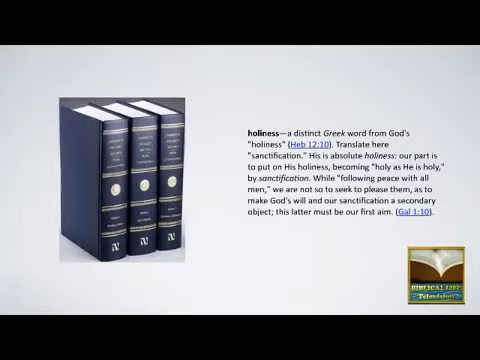 holiness—a distinct Greek word from God's
"holiness" (Heb 12:10). Translate here
"sanctification." His is absolute holiness: our part is
to put on His holiness, becoming "holy as He is holy,"
by sanctification. While "following peace with all
men," we are not so to seek to please them, as to
make God's will and our sanctification a secondary
object; this latter must be our first aim. (Gal 1:10).
BIBLICAL LIFE
Television